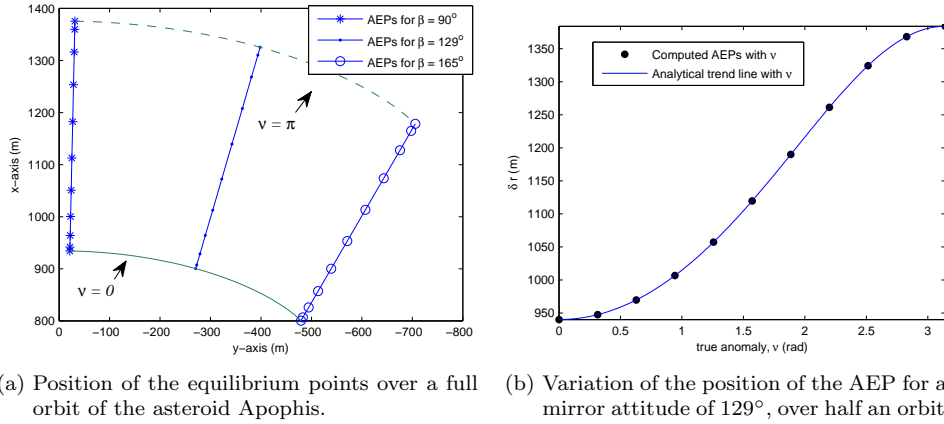 AEPs for β = 90°
AEPs for β = 129°
AEPs for β = 165°
1400
1300
1200
1100
1000
900
800
x−axis (m)
ν = π
ν = 0
0
−100
−200
−300
−400
−500
−600
−700
−800
y−axis (m)
(a) Position of the equilibrium points over a full
orbit of the asteroid Apophis.
Computed AEPs with ν
Analytical trend line with ν
1350
1300
1250
1200
1150
1100
1050
1000
950
δ r (m)
0
0.5
1
1.5
2
2.5
3
true anomaly, ν (rad)
(b) Variation of the position of the AEP for a
mirror attitude of 129°, over half an orbit